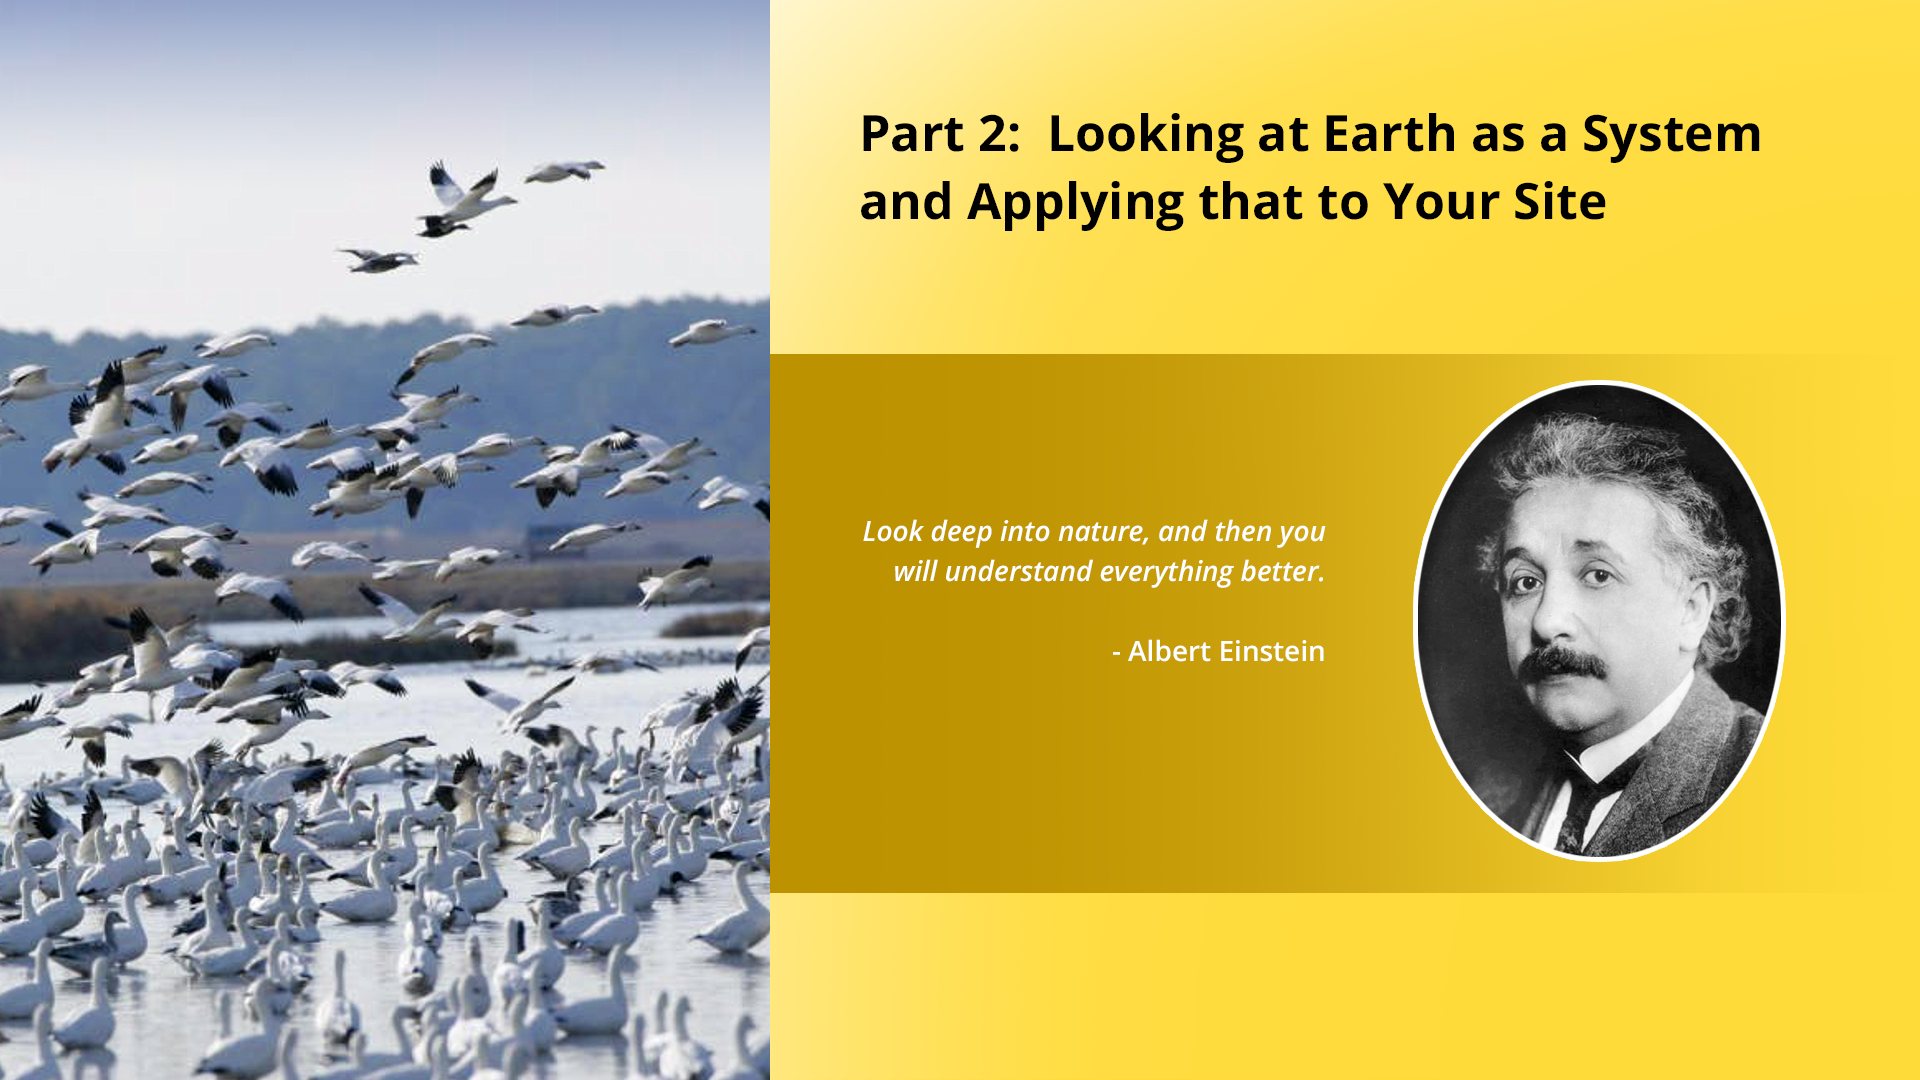 Part 2:  Looking at Earth as a System
and Applying that to Your Site
Look deep into nature, and then you
will understand everything better.
- Albert Einstein